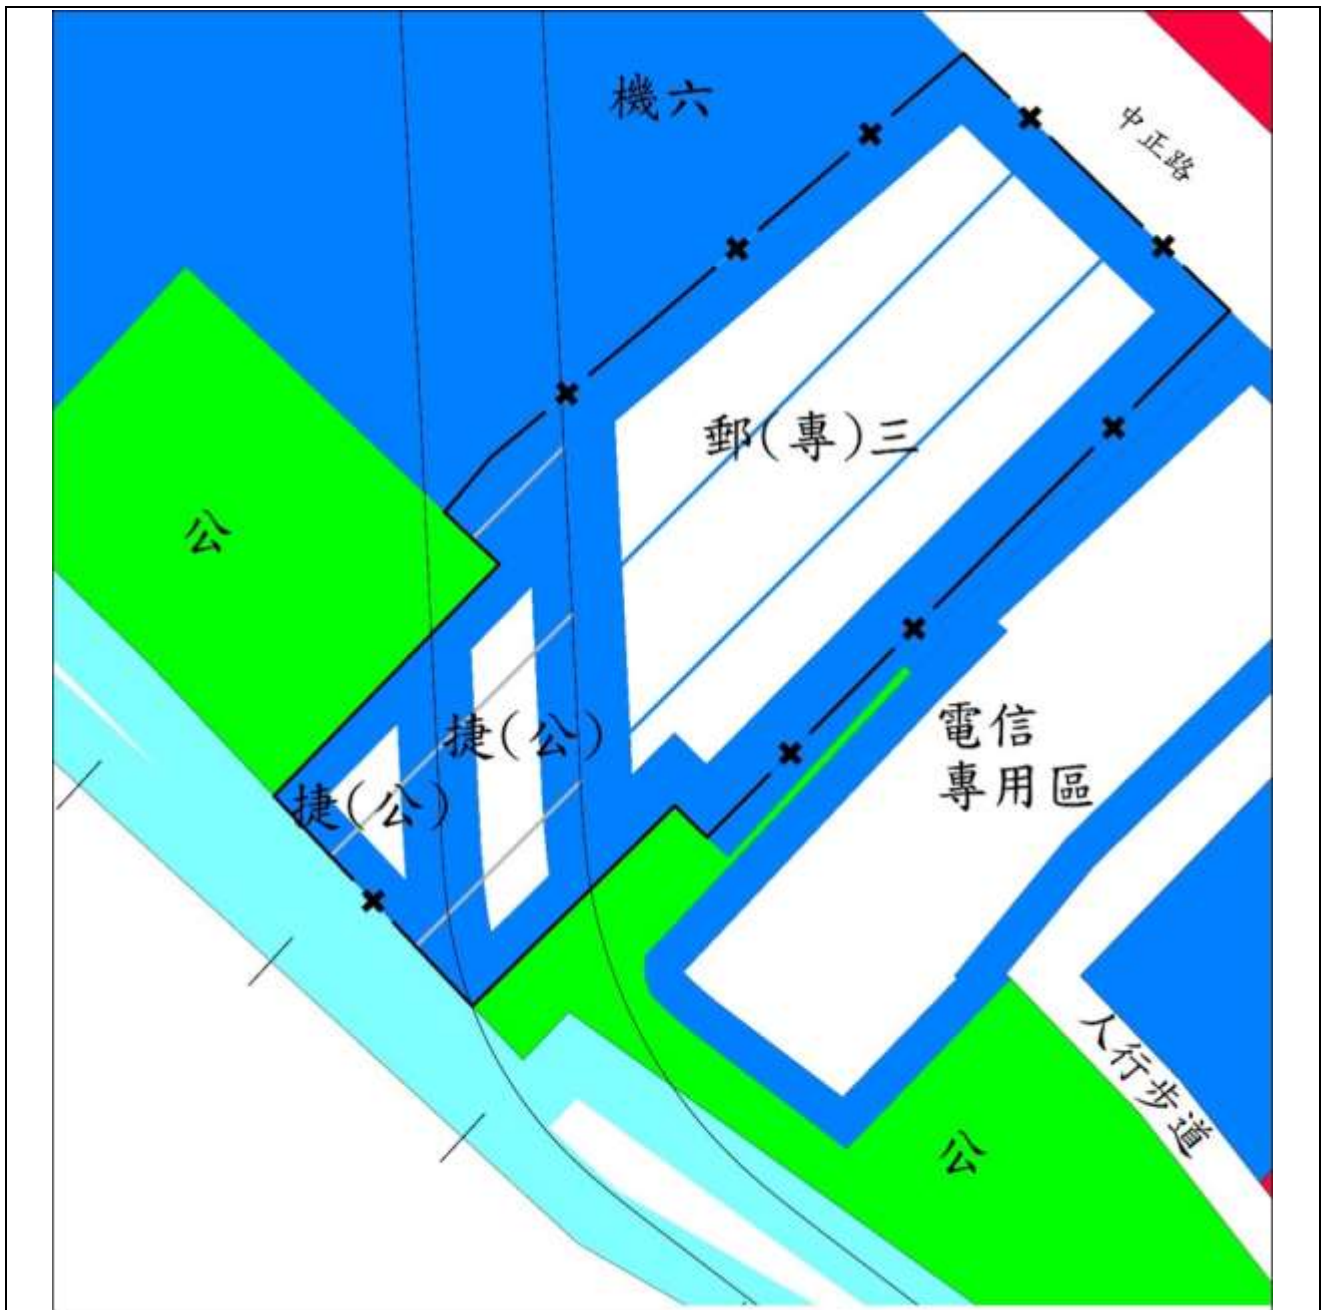 機六
中正路
郵(專)三
公
捷(公)
捷(公)
電信
專用區
人行步道
公